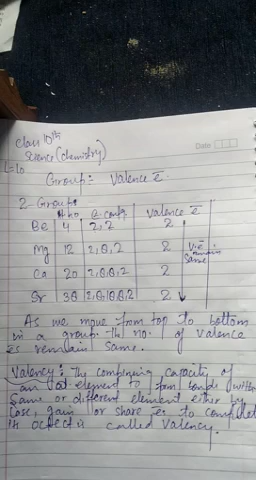 class 10th
Science (chemistry)
Date
L=10
Group: Valence e̅.
2-Group:
At.no. e̅-config. valence e̅
Be 4 2,2 2
Mg 12 2,8,2 2 V.e̅ remain same
Ca 20 2,8,8,2 2
Sr 38 2,8,18,8,2 2
As we move from top to bottom
in a group the no. of valence
e̅s remain same.
Valency: The combining capacity of
an element to form bonds with
same or different element either by
lose, gain or share e̅s to complete
its octet is called Valency.